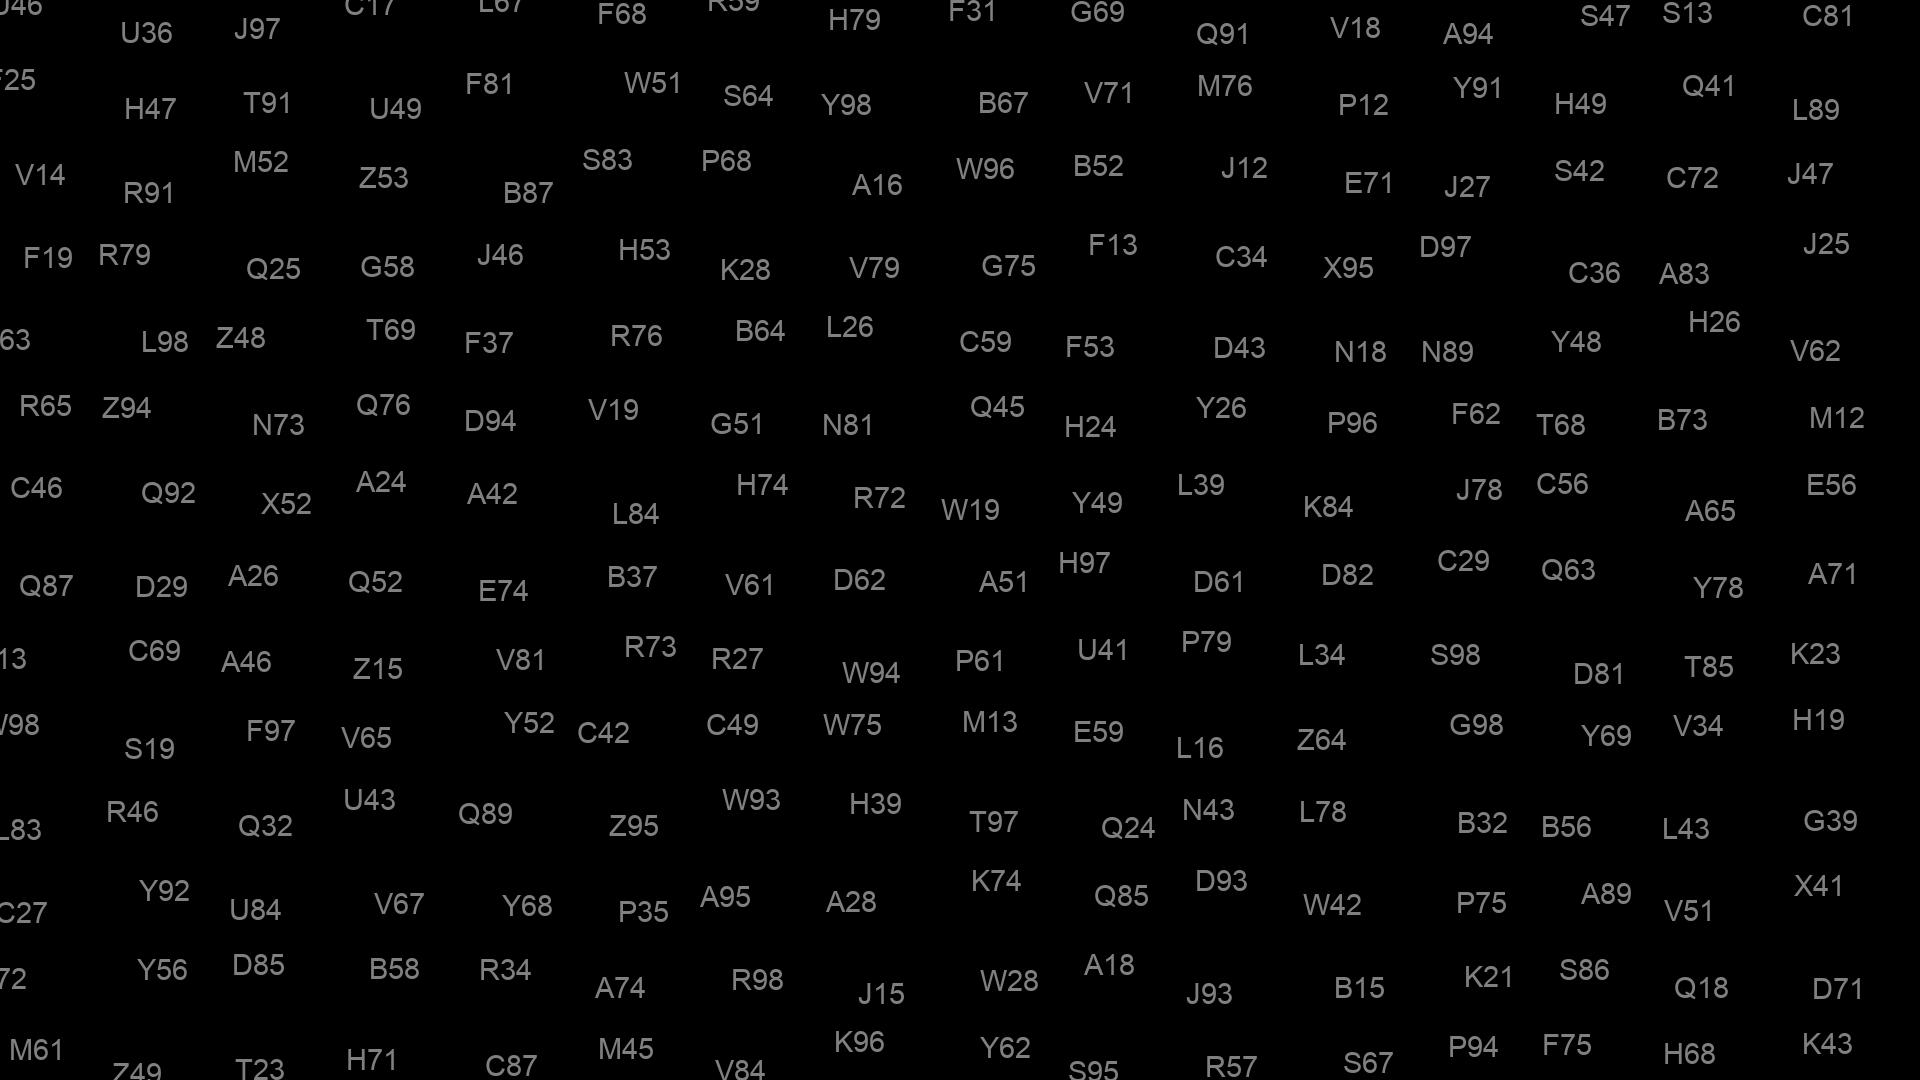 U36 J97 C17 L67 F68 R59 H79 F31 G69 Q91 V18 A94 S47 S13 C81
H47 T91 U49 F81 W51 S64 Y98 B67 V71 M76 P12 Y91 H49 Q41 L89
V14 R91 M52 Z53 B87 S83 P68 A16 W96 B52 J12 E71 J27 S42 C72 J47
F19 R79 Q25 G58 J46 H53 K28 V79 G75 F13 C34 X95 D97 C36 A83 J25
63 L98 Z48 T69 F37 R76 B64 L26 C59 F53 D43 N18 N89 Y48 H26 V62
R65 Z94 N73 Q76 D94 V19 G51 N81 Q45 H24 Y26 P96 F62 T68 B73 M12
C46 Q92 X52 A24 A42 L84 H74 R72 W19 Y49 L39 K84 J78 C56 A65 E56
Q87 D29 A26 Q52 E74 B37 V61 D62 A51 H97 D61 D82 C29 Q63 Y78 A71
13 C69 A46 Z15 V81 R73 R27 W94 P61 U41 P79 L34 S98 D81 T85 K23
S19 F97 V65 Y52 C42 C49 W75 M13 E59 L16 Z64 G98 Y69 V34 H19
L83 R46 Q32 U43 Q89 Z95 W93 H39 T97 Q24 N43 L78 B32 B56 L43 G39
C27 Y92 U84 V67 Y68 P35 A95 A28 K74 Q85 D93 W42 P75 A89 V51 X41
72 Y56 D85 B58 R34 A74 R98 J15 W28 A18 J93 B15 K21 S86 Q18 D71
M61 Z49 T23 H71 C87 M45 V84 K96 Y62 S95 R57 S67 P94 F75 H68 K43